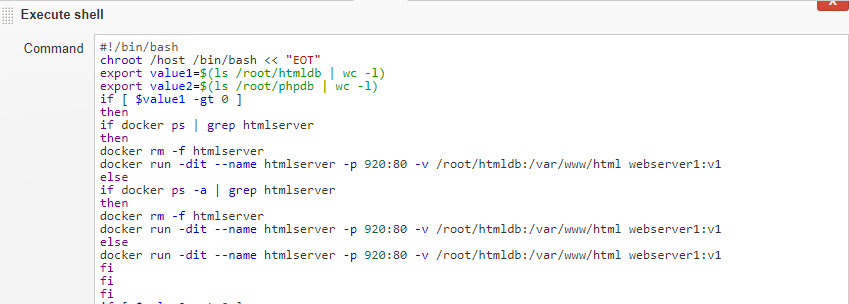 Execute shell
X
Command
#!/bin/bash
chroot /host /bin/bash << "EOT"
export value1=$(ls /root/htmldb | wc -l)
export value2=$(ls /root/phpdb | wc -l)
if [ $value1 -gt 0 ]
then
if docker ps | grep htmlserver
then
docker rm -f htmlserver
docker run -dit --name htmlserver -p 920:80 -v /root/htmldb:/var/www/html webserver1:v1
else
if docker ps -a | grep htmlserver
then
docker rm -f htmlserver
docker run -dit --name htmlserver -p 920:80 -v /root/htmldb:/var/www/html webserver1:v1
else
docker run -dit --name htmlserver -p 920:80 -v /root/htmldb:/var/www/html webserver1:v1
fi
fi
fi